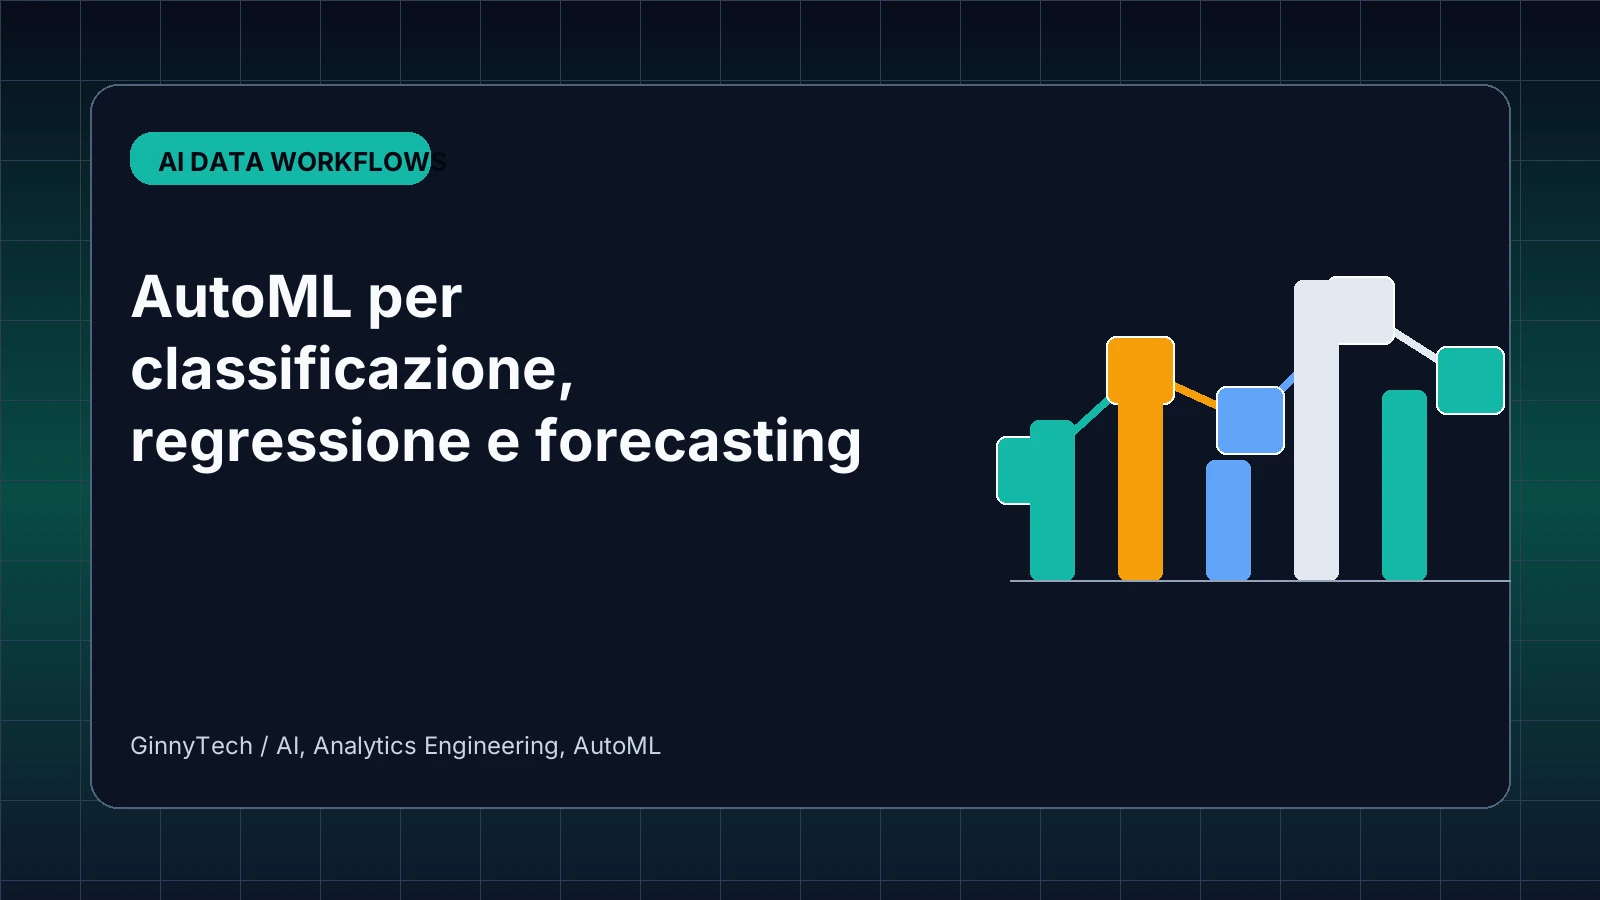 AI DATA WORKFLOWS
AutoML per
classificazione,
regressione e forecasting
GinnyTech / AI, Analytics Engineering, AutoML